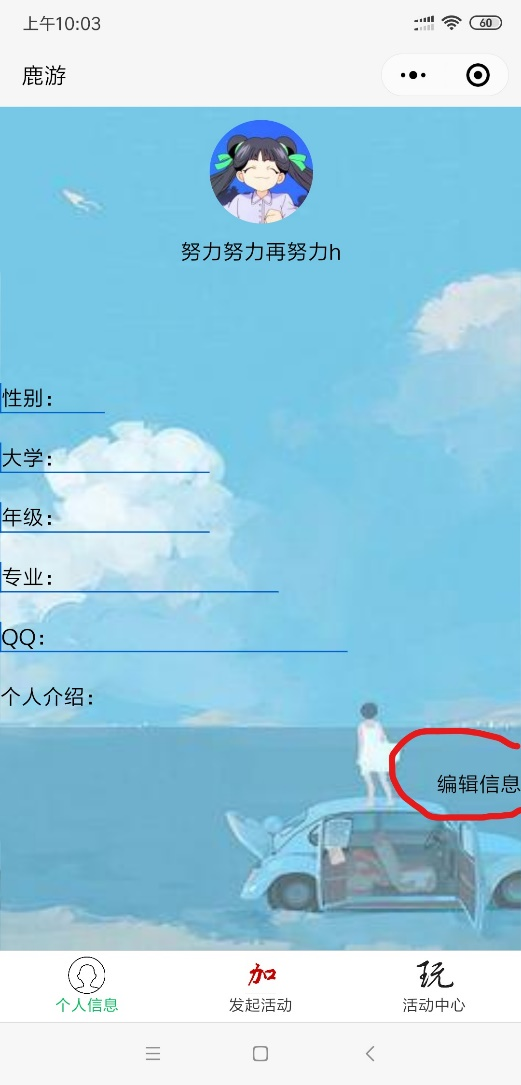 上午10:03
60
鹿游
努力努力再努力h
性别：
大学：
年级：
专业：
QQ：
个人介绍：
编辑信息
加
玩
个人信息
发起活动
活动中心